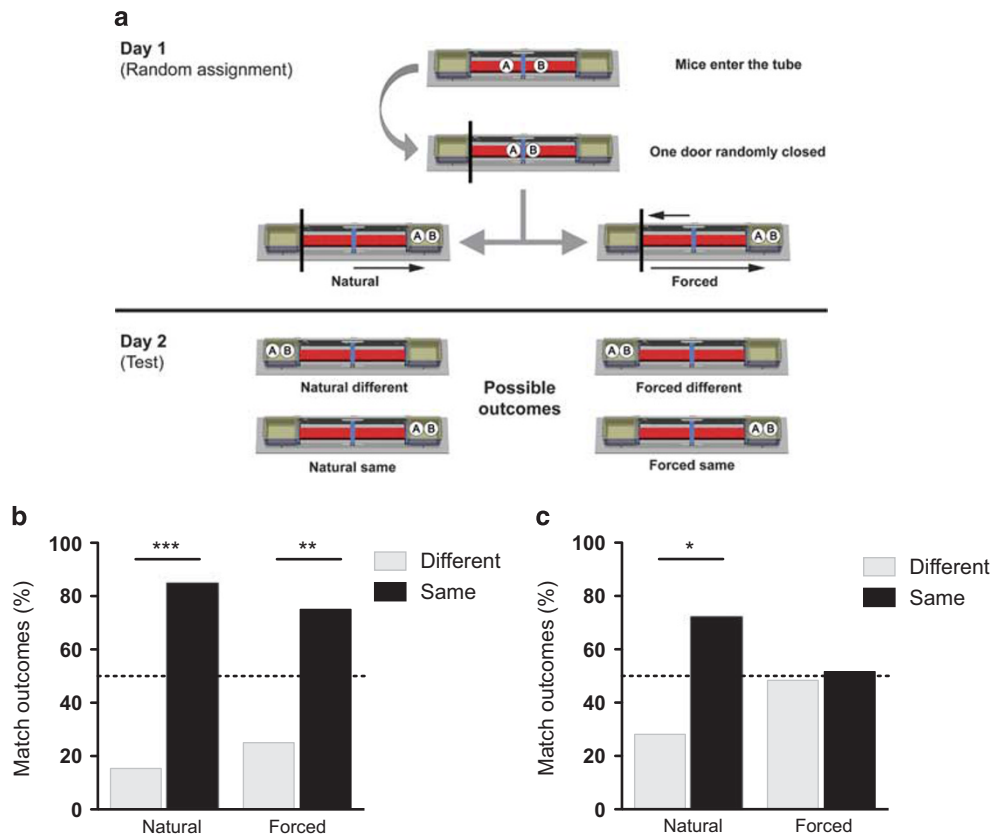 a
Day 1
(Random assignment)
A B
Mice enter the tube
A B
One door randomly closed
A B
A B
Natural
Forced
Day 2
(Test)
A B
A B
Natural different
Possible
outcomes
Forced different
A B
A B
Natural same
Forced same
b
100
80
60
40
20
0
Match outcomes (%)
***
**
Different
Same
Natural
Forced
c
100
80
60
40
20
0
Match outcomes (%)
*
Different
Same
Natural
Forced